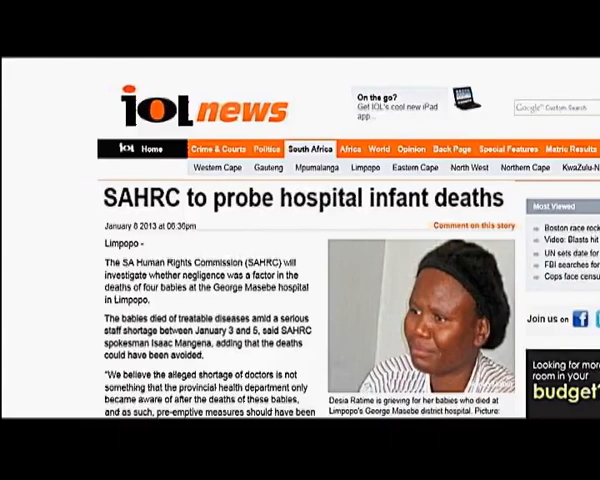 iOL news
On the go?
Get IOL's cool new iPad
app...
Google Custom Search
iOL Home Crime & Courts Politics South Africa Africa World Opinion Back Page Special Features Matric Results
Western Cape Gauteng Mpumalanga Limpopo Eastern Cape North West Northern Cape KwaZulu-N
SAHRC to probe hospital infant deaths
January 8 2013 at 06:36pm
Comment on this story
Limpopo -
The SA Human Rights Commission (SAHRC) will
investigate whether negligence was a factor in the
deaths of four babies at the George Masebe hospital
in Limpopo.
The babies died of treatable diseases amid a serious
staff shortage between January 3 and 5, said SAHRC
spokesman Isaac Mangena, adding that the deaths
could have been avoided.
"We believe the alleged shortage of doctors is not
something that the provincial health department only
became aware of after the deaths of these babies,
and as such, pre-emptive measures should have been
Desia Ratime is grieving for her babies who died at
Limpopo's George Masebe district hospital. Picture:
Most Viewed
Boston race rock
Video: Blasts hit
UN sets date for
FBI searches for
Cops face censu
Join us on
Looking for more
room in your
budget?